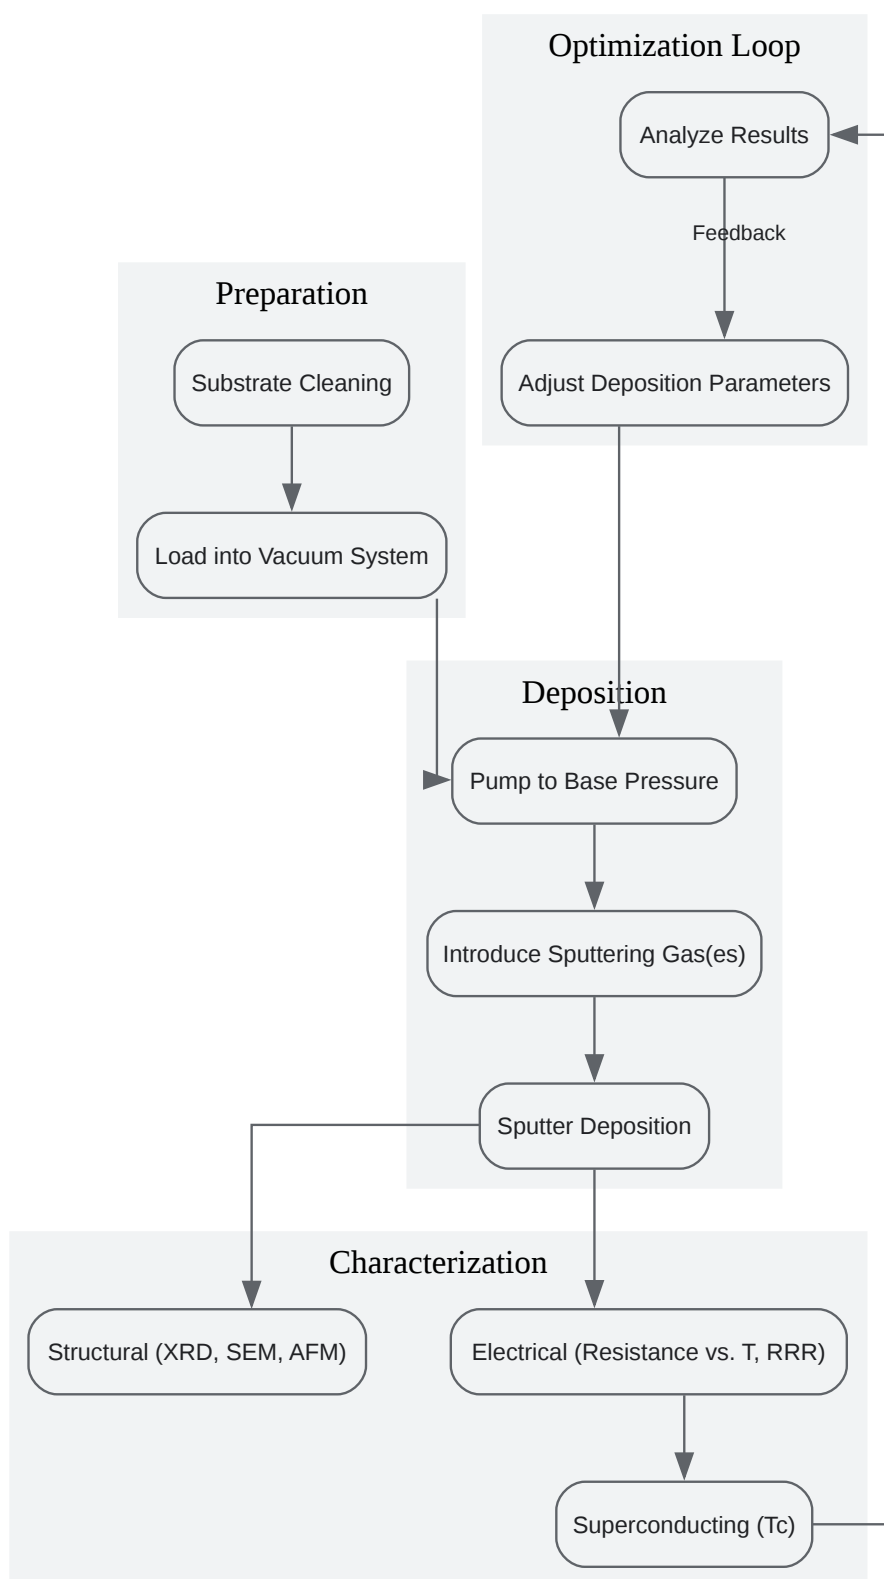 Optimization Loop
Analyze Results
Feedback
Preparation
Substrate Cleaning
Adjust Deposition Parameters
Load into Vacuum System
Deposition
Pump to Base Pressure
Introduce Sputtering Gas(es)
Sputter Deposition
Characterization
Structural (XRD, SEM, AFM)
Electrical (Resistance vs. T, RRR)
Superconducting (Tc)